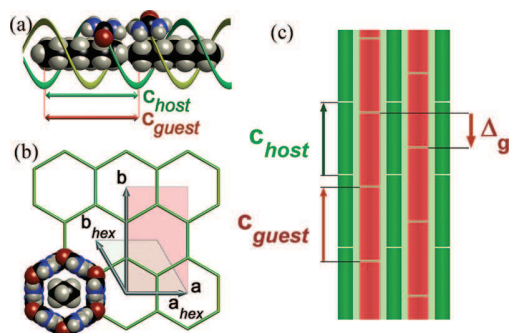 (a)
c_host
c_guest
(b)
b
b_hex
a
a_hex
(c)
c_host
Δ_g
c_guest